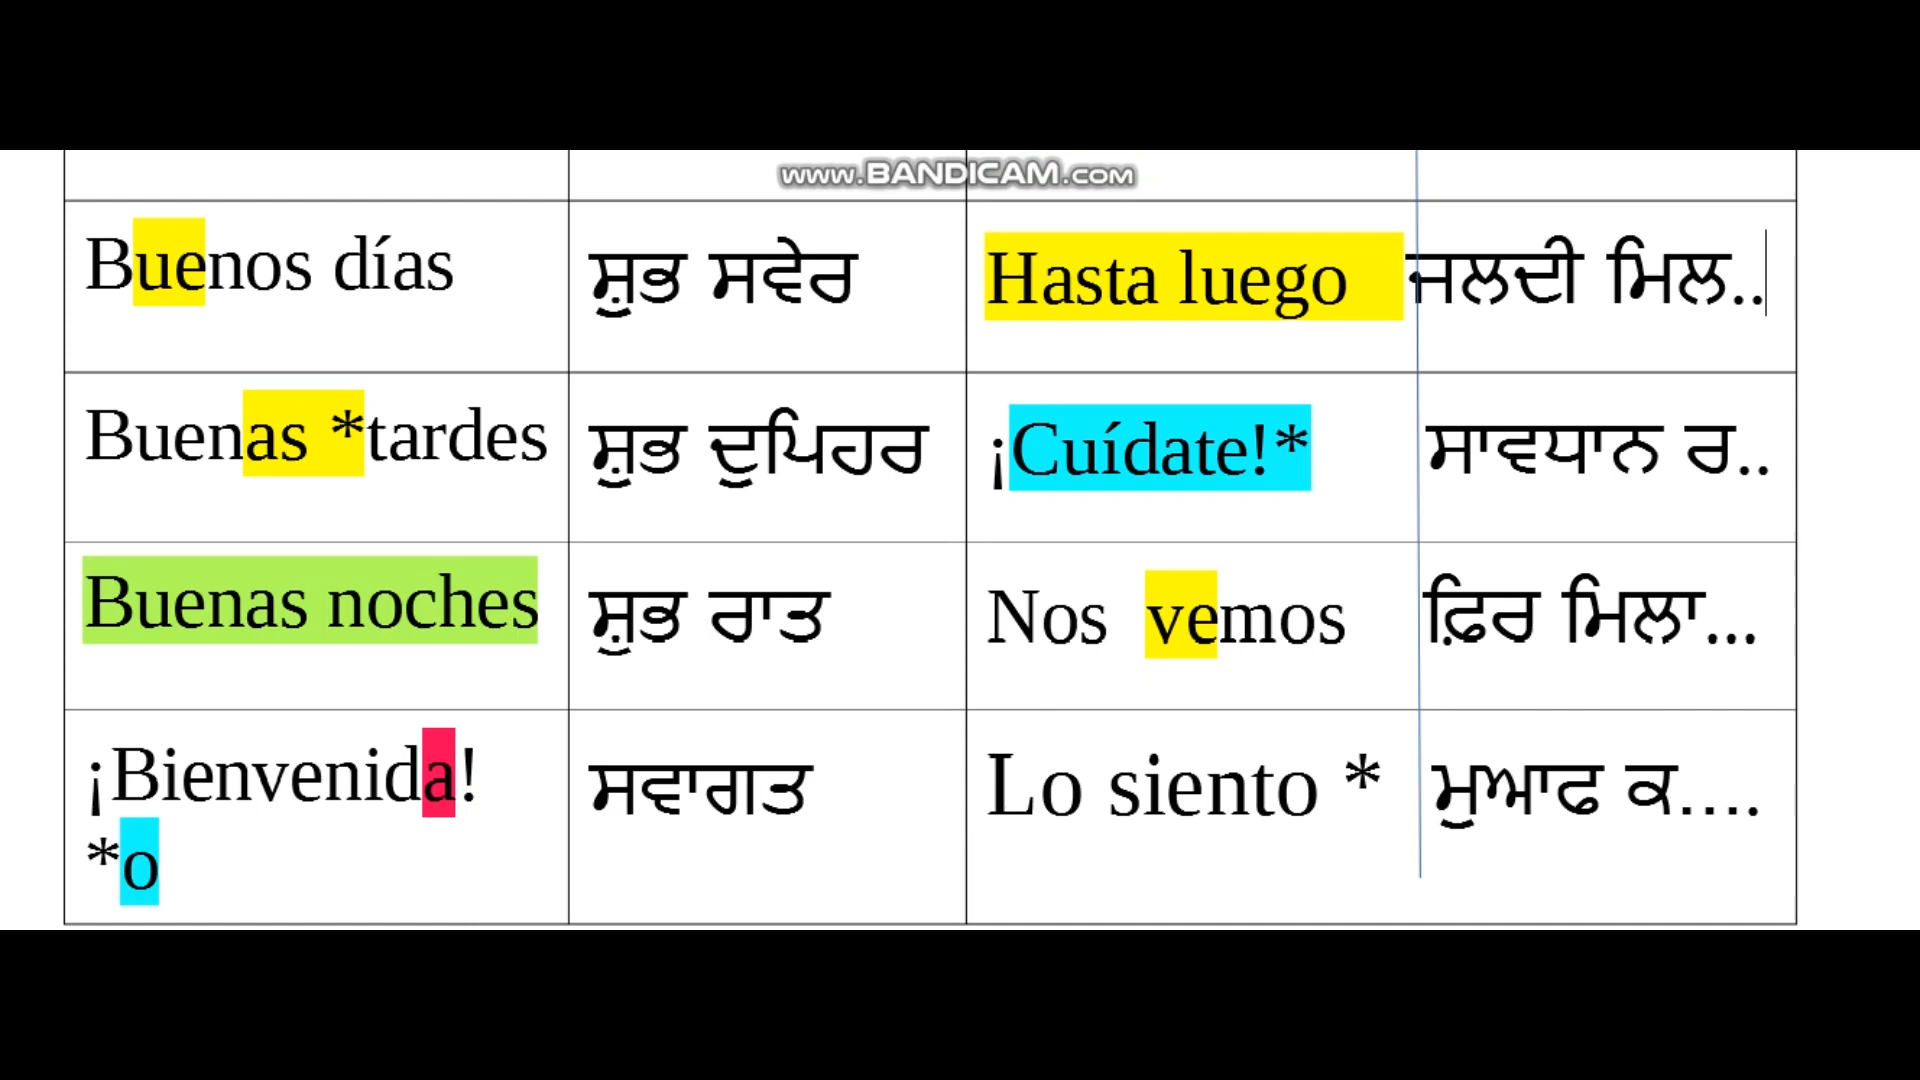 www.BANDICAM.com
Buenos días ਸ਼ੁਭ ਸਵੇਰ Hasta luego ਜਲਦੀ ਮਿਲ..
Buenas *tardes ਸ਼ੁਭ ਦੁਪਿਹਰ ¡Cuídate!* ਸਾਵਧਾਨ ਰ..
Buenas noches ਸ਼ੁਭ ਰਾਤ Nos vemos ਫ਼ਿਰ ਮਿਲਾ...
¡Bienvenida! ਸਵਾਗਤ Lo siento * ਮੁਆਫ ਕ....
*o